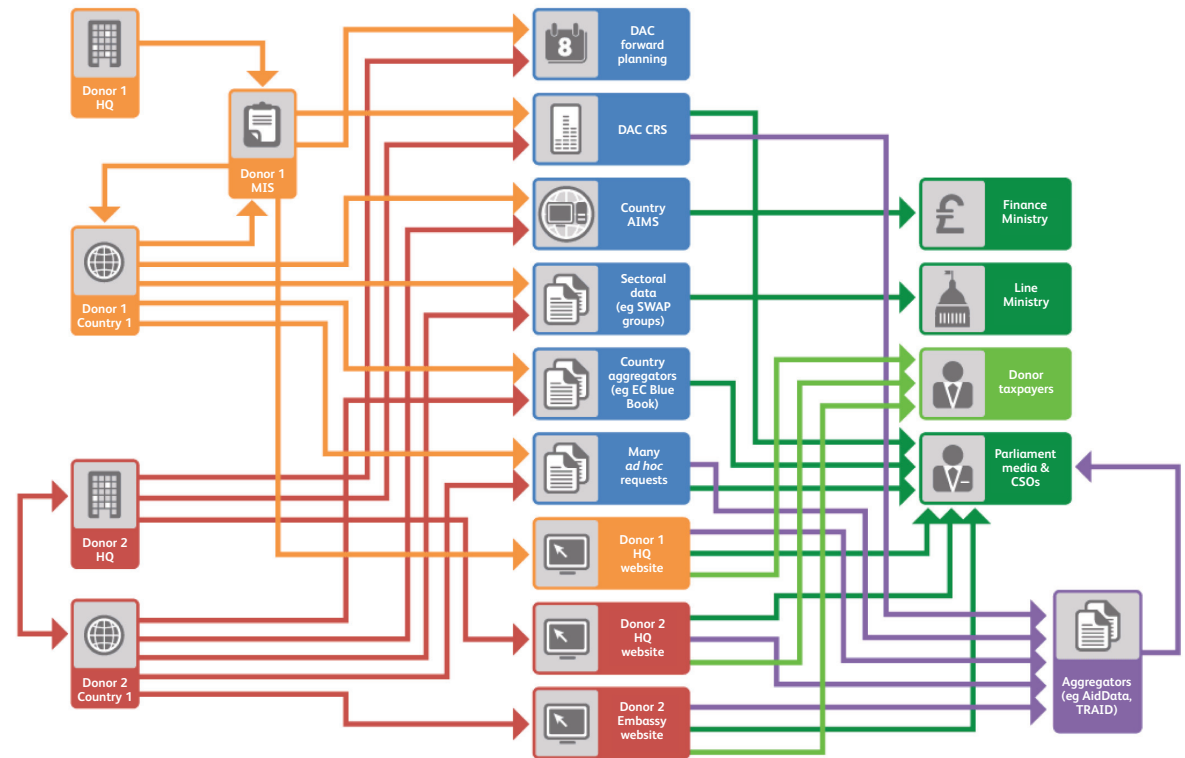 Donor 1
HQ
Donor 1
MIS
Donor 1
Country 1
Donor 2
HQ
Donor 2
Country 1
8
DAC
forward
planning
DAC CRS
Country
AIMS
Sectoral
data
(eg SWAP
groups)
Country
aggregators
(eg EC Blue
Book)
Many
ad hoc
requests
Donor 1
HQ
website
Donor 2
HQ
website
Donor 2
Embassy
website
£
Finance
Ministry
Line
Ministry
Donor
taxpayers
Parliament
media &
CSOs
Aggregators
(eg AidData,
TRAID)